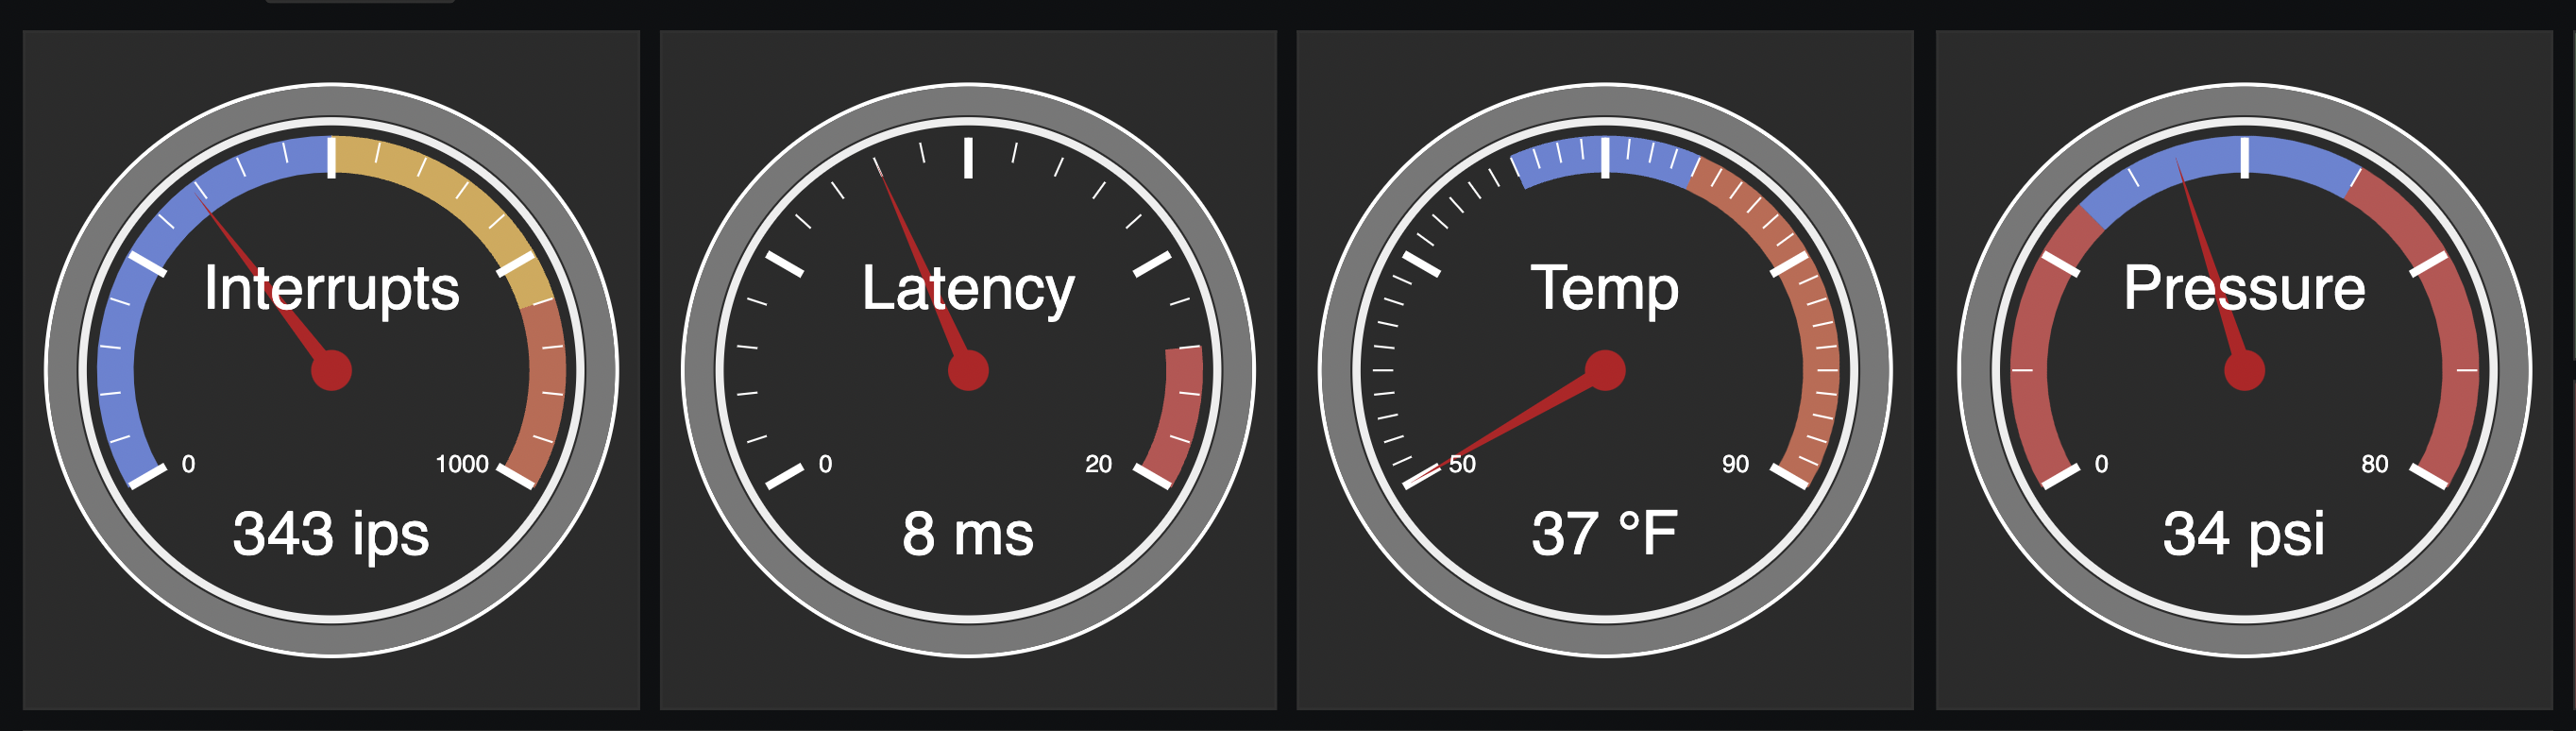 Interrupts
0
1000
343 ips
Latency
0
20
8 ms
Temp
50
90
37 °F
Pressure
0
80
34 psi